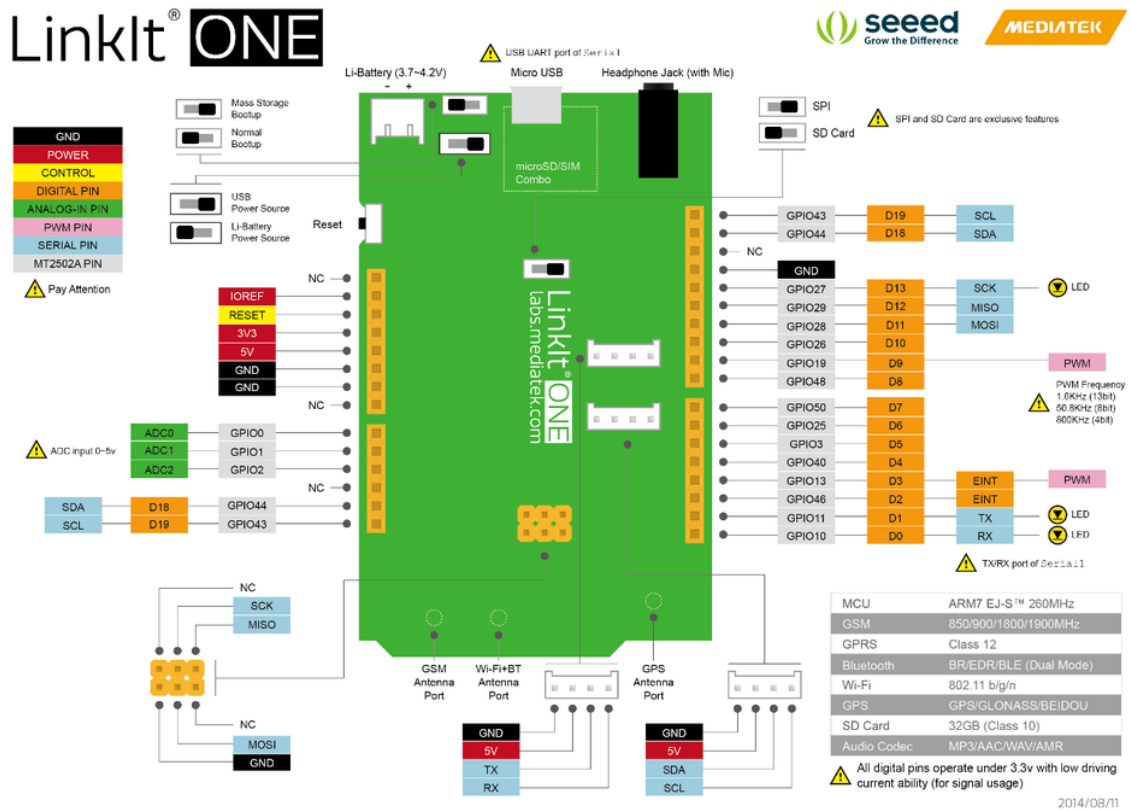 LinkIt® ONE
seeed
Grow the Difference
MEDIATEK
USB UART port of Serial
Li-Battery (3.7~4.2V)
- +
Micro USB
Headphone Jack (with Mic)
Mass Storage
Bootup
Normal
Bootup
USB
Power Source
Li-Battery
Power Source
SPI
SD Card
SPI and SD Card are exclusive features
GND
POWER
CONTROL
DIGITAL PIN
ANALOG-IN PIN
PWM PIN
SERIAL PIN
MT2502A PIN
Pay Attention
microSD/SIM
Combo
Reset
NC
IOREF
RESET
3V3
5V
GND
GND
NC
ADC input 0~5v
ADC0 GPIO0
ADC1 GPIO1
ADC2 GPIO2
NC
SDA D18 GPIO44
SCL D19 GPIO43
LinkIt® ONE
labs.mediatek.com
GPIO43 D19 SCL
GPIO44 D18 SDA
NC
GND
GPIO27 D13 SCK LED
GPIO29 D12 MISO
GPIO28 D11 MOSI
GPIO26 D10
GPIO19 D9 PWM
GPIO48 D8
PWM Frequency
1.6KHz (13bit)
50.8KHz (8bit)
800KHz (4bit)
GPIO50 D7
GPIO25 D6
GPIO3 D5
GPIO40 D4
GPIO13 D3 EINT PWM
GPIO46 D2 EINT
GPIO11 D1 TX LED
GPIO10 D0 RX LED
TX/RX port of Serial1
NC
SCK
MISO
NC
MOSI
GND
GSM
Antenna
Port
Wi-Fi+BT
Antenna
Port
GPS
Antenna
Port
GND
5V
TX
RX
GND
5V
SDA
SCL
MCU ARM7 EJ-S™ 260MHz
GSM 850/900/1800/1900MHz
GPRS Class 12
Bluetooth BR/EDR/BLE (Dual Mode)
Wi-Fi 802.11 b/g/n
GPS GPS/GLONASS/BEIDOU
SD Card 32GB (Class 10)
Audio Codec MP3/AAC/WAV/AMR
All digital pins operate under 3.3v with low driving
current ability (for signal usage)
2014/08/11